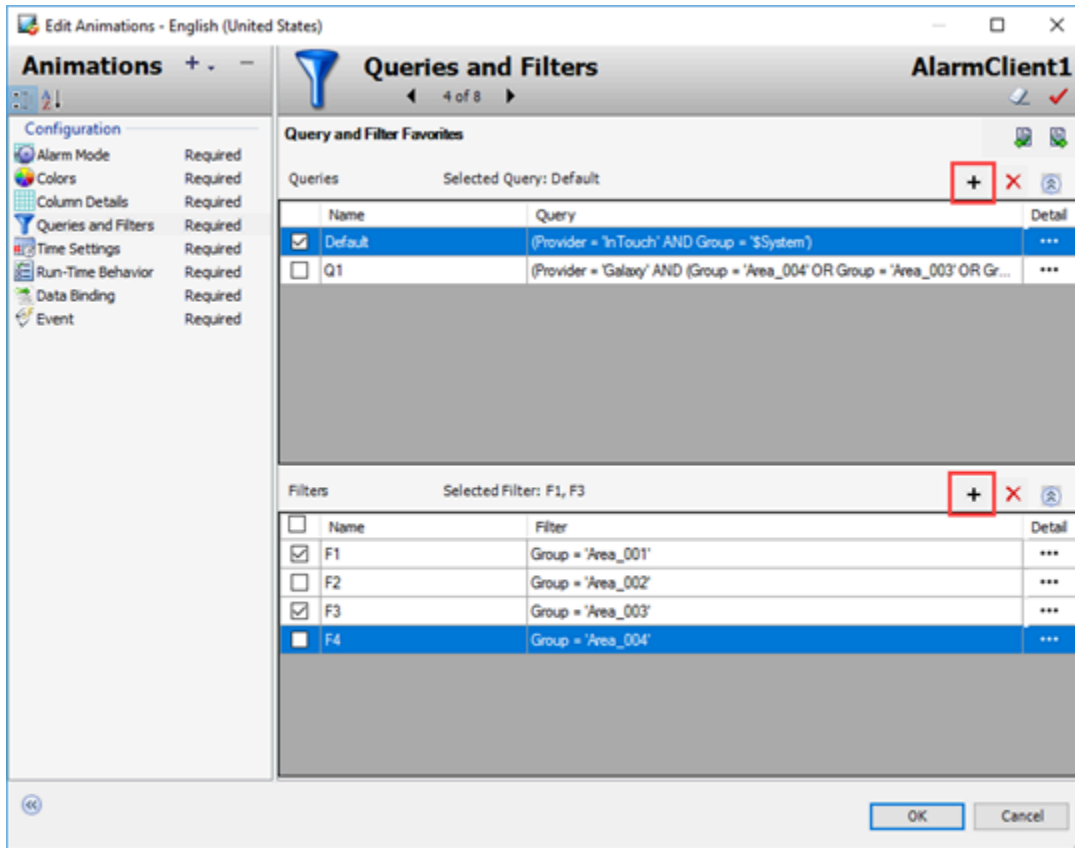 Edit Animations - English (United States)
Animations
Queries and Filters
AlarmClient1
4 of 8
Configuration
Alarm Mode Required
Colors Required
Column Details Required
Queries and Filters Required
Time Settings Required
Run-Time Behavior Required
Data Binding Required
Event Required
Query and Filter Favorites
Queries Selected Query: Default
Name Query Detail
Default (Provider = 'InTouch' AND Group = '$System') ...
Q1 (Provider = 'Galaxy' AND (Group = 'Area_004' OR Group = 'Area_003' OR Gr... ...
Filters Selected Filter: F1, F3
Name Filter Detail
F1 Group = 'Area_001' ...
F2 Group = 'Area_002' ...
F3 Group = 'Area_003' ...
F4 Group = 'Area_004' ...
OK Cancel